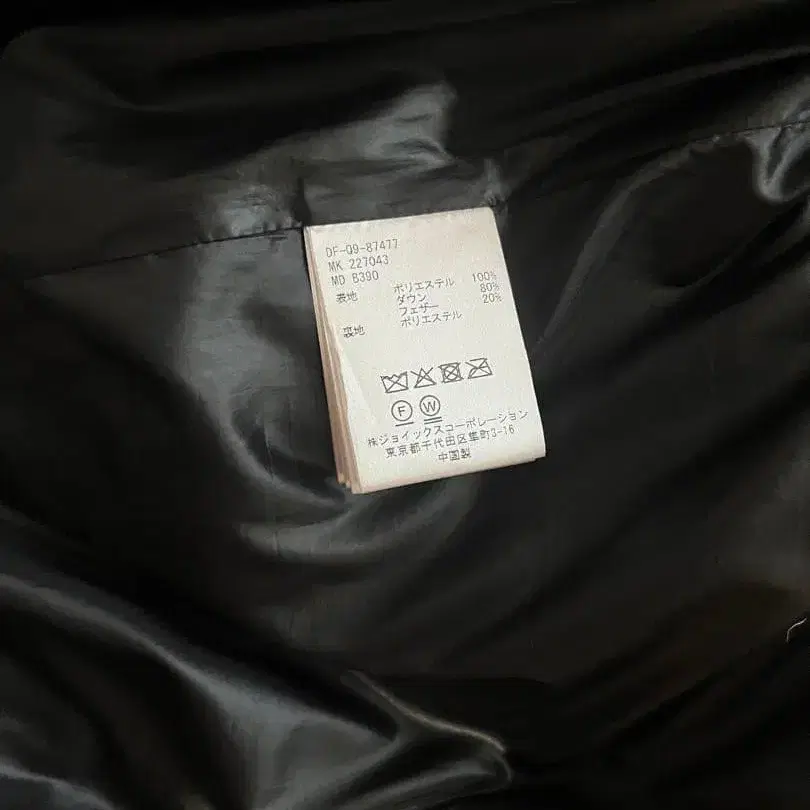 DF-09-87477
MK 227043
MD B390
表地 ポリエステル 100%
ダウン 80%
フェザー 20%
裏地 ポリエステル
F W
株ジョイックスコーポレーション
東京都千代田区隼町3-16
中国製